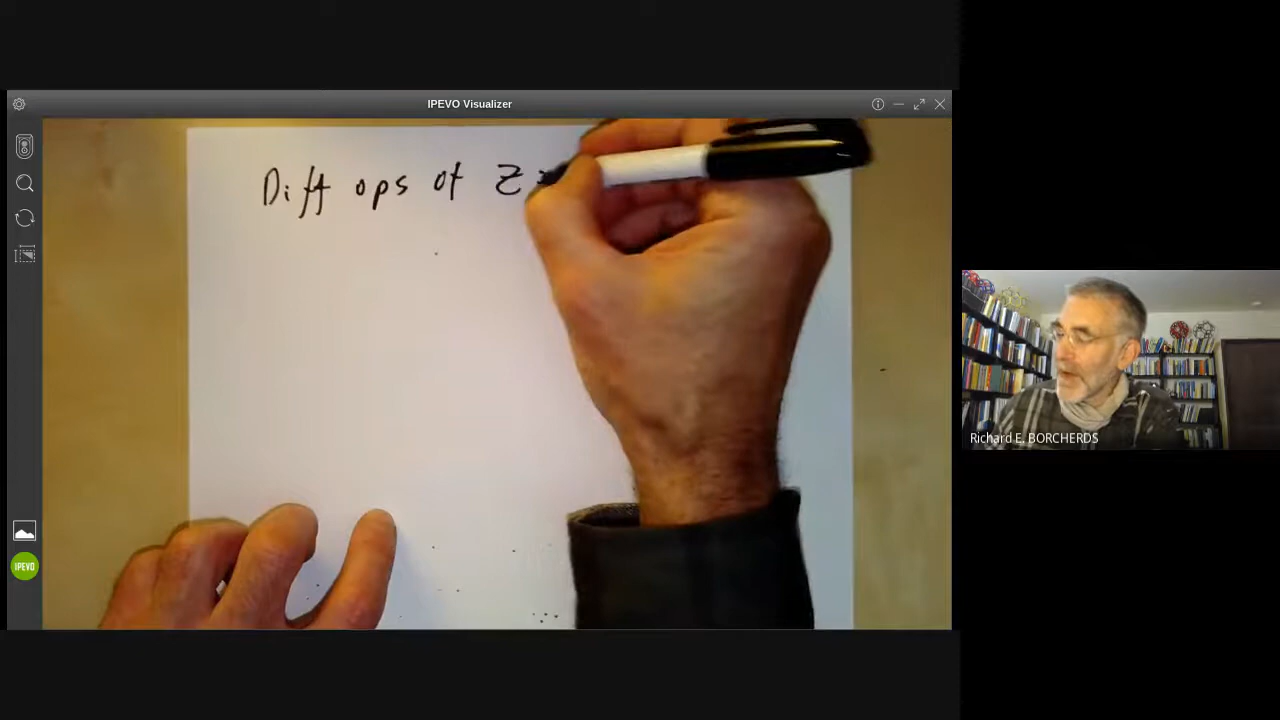 IPEVO Visualizer
Diff ops of Z
Richard E. BORCHERDS
IPEVO